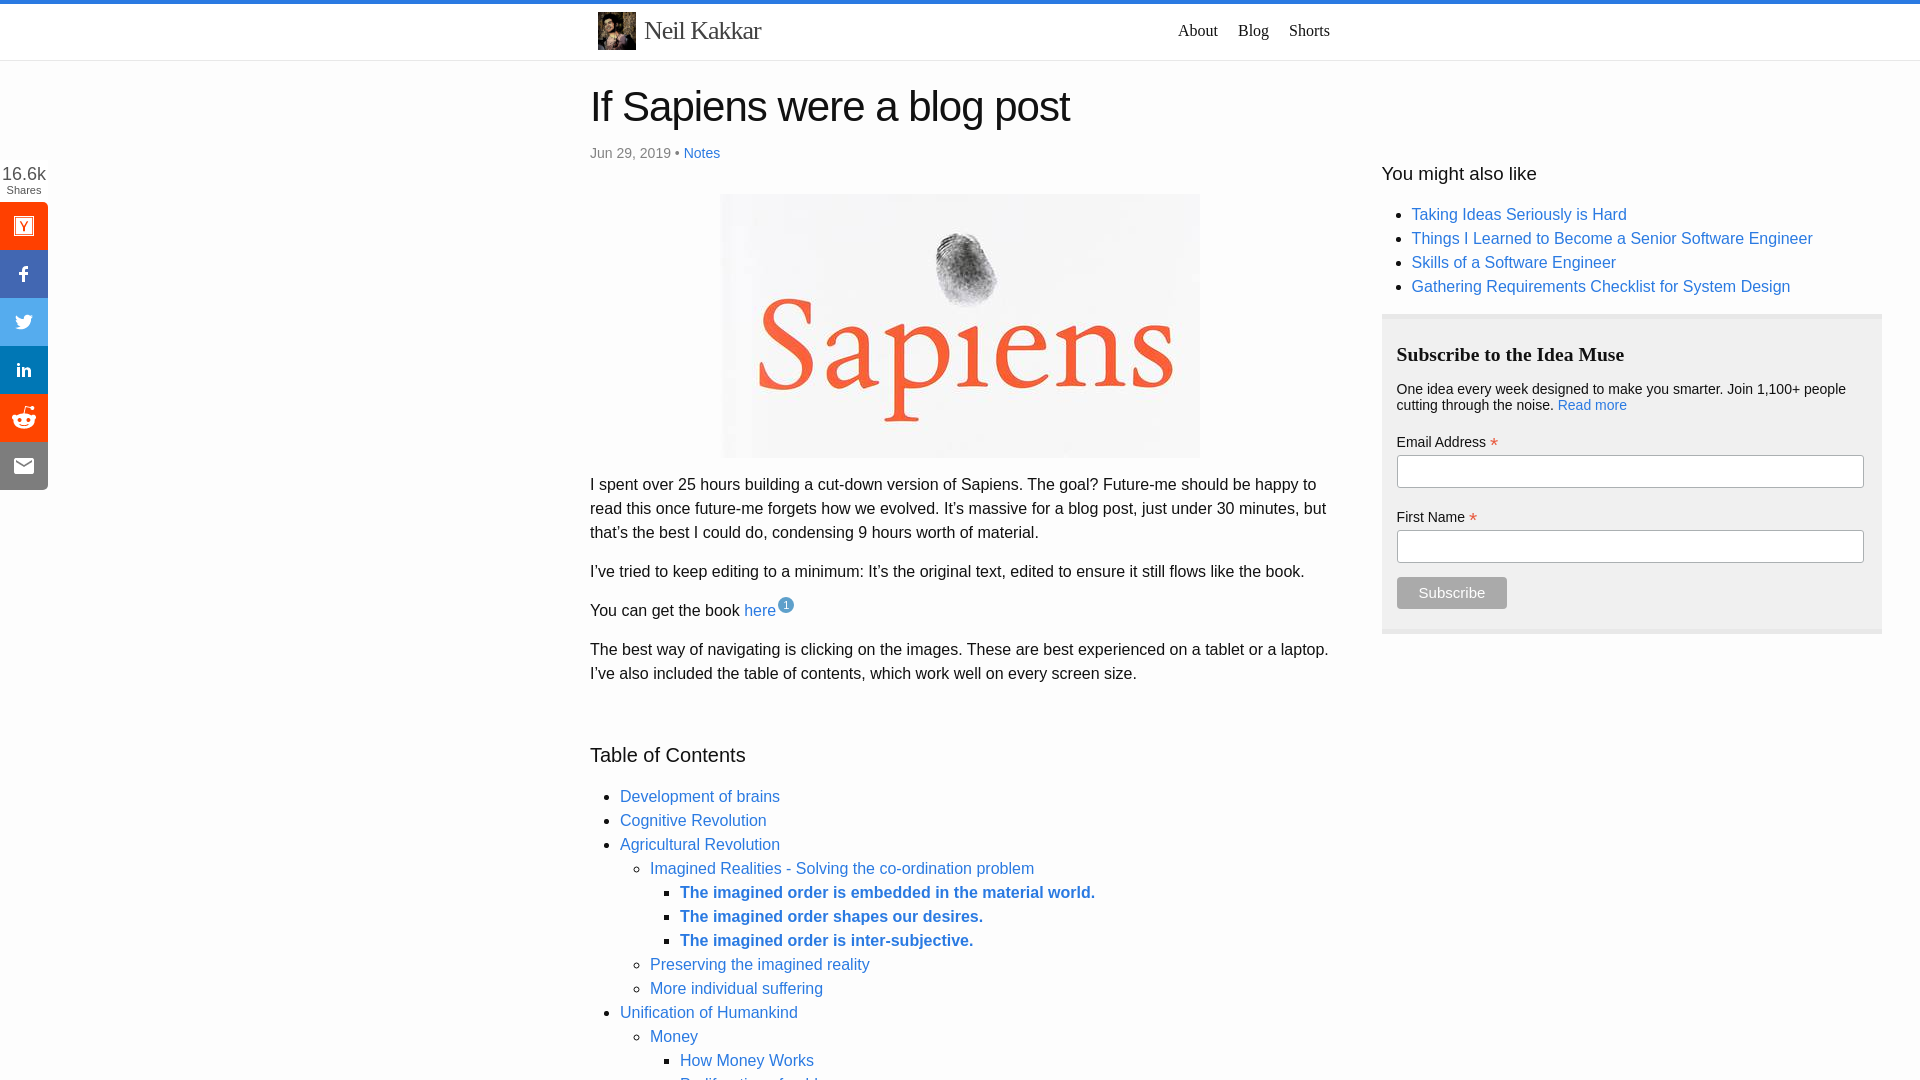 Neil Kakkar
About Blog Shorts
If Sapiens were a blog post
Jun 29, 2019 • Notes
16.6k
Shares
Sapiens
I spent over 25 hours building a cut-down version of Sapiens. The goal? Future-me should be happy to
read this once future-me forgets how we evolved. It’s massive for a blog post, just under 30 minutes, but
that’s the best I could do, condensing 9 hours worth of material.
I’ve tried to keep editing to a minimum: It’s the original text, edited to ensure it still flows like the book.
You can get the book here 1
The best way of navigating is clicking on the images. These are best experienced on a tablet or a laptop.
I’ve also included the table of contents, which work well on every screen size.
Table of Contents
Development of brains
Cognitive Revolution
Agricultural Revolution
Imagined Realities - Solving the co-ordination problem
The imagined order is embedded in the material world.
The imagined order shapes our desires.
The imagined order is inter-subjective.
Preserving the imagined reality
More individual suffering
Unification of Humankind
Money
How Money Works
You might also like
Taking Ideas Seriously is Hard
Things I Learned to Become a Senior Software Engineer
Skills of a Software Engineer
Gathering Requirements Checklist for System Design
Subscribe to the Idea Muse
One idea every week designed to make you smarter. Join 1,100+ people
cutting through the noise. Read more
Email Address *
First Name *
Subscribe